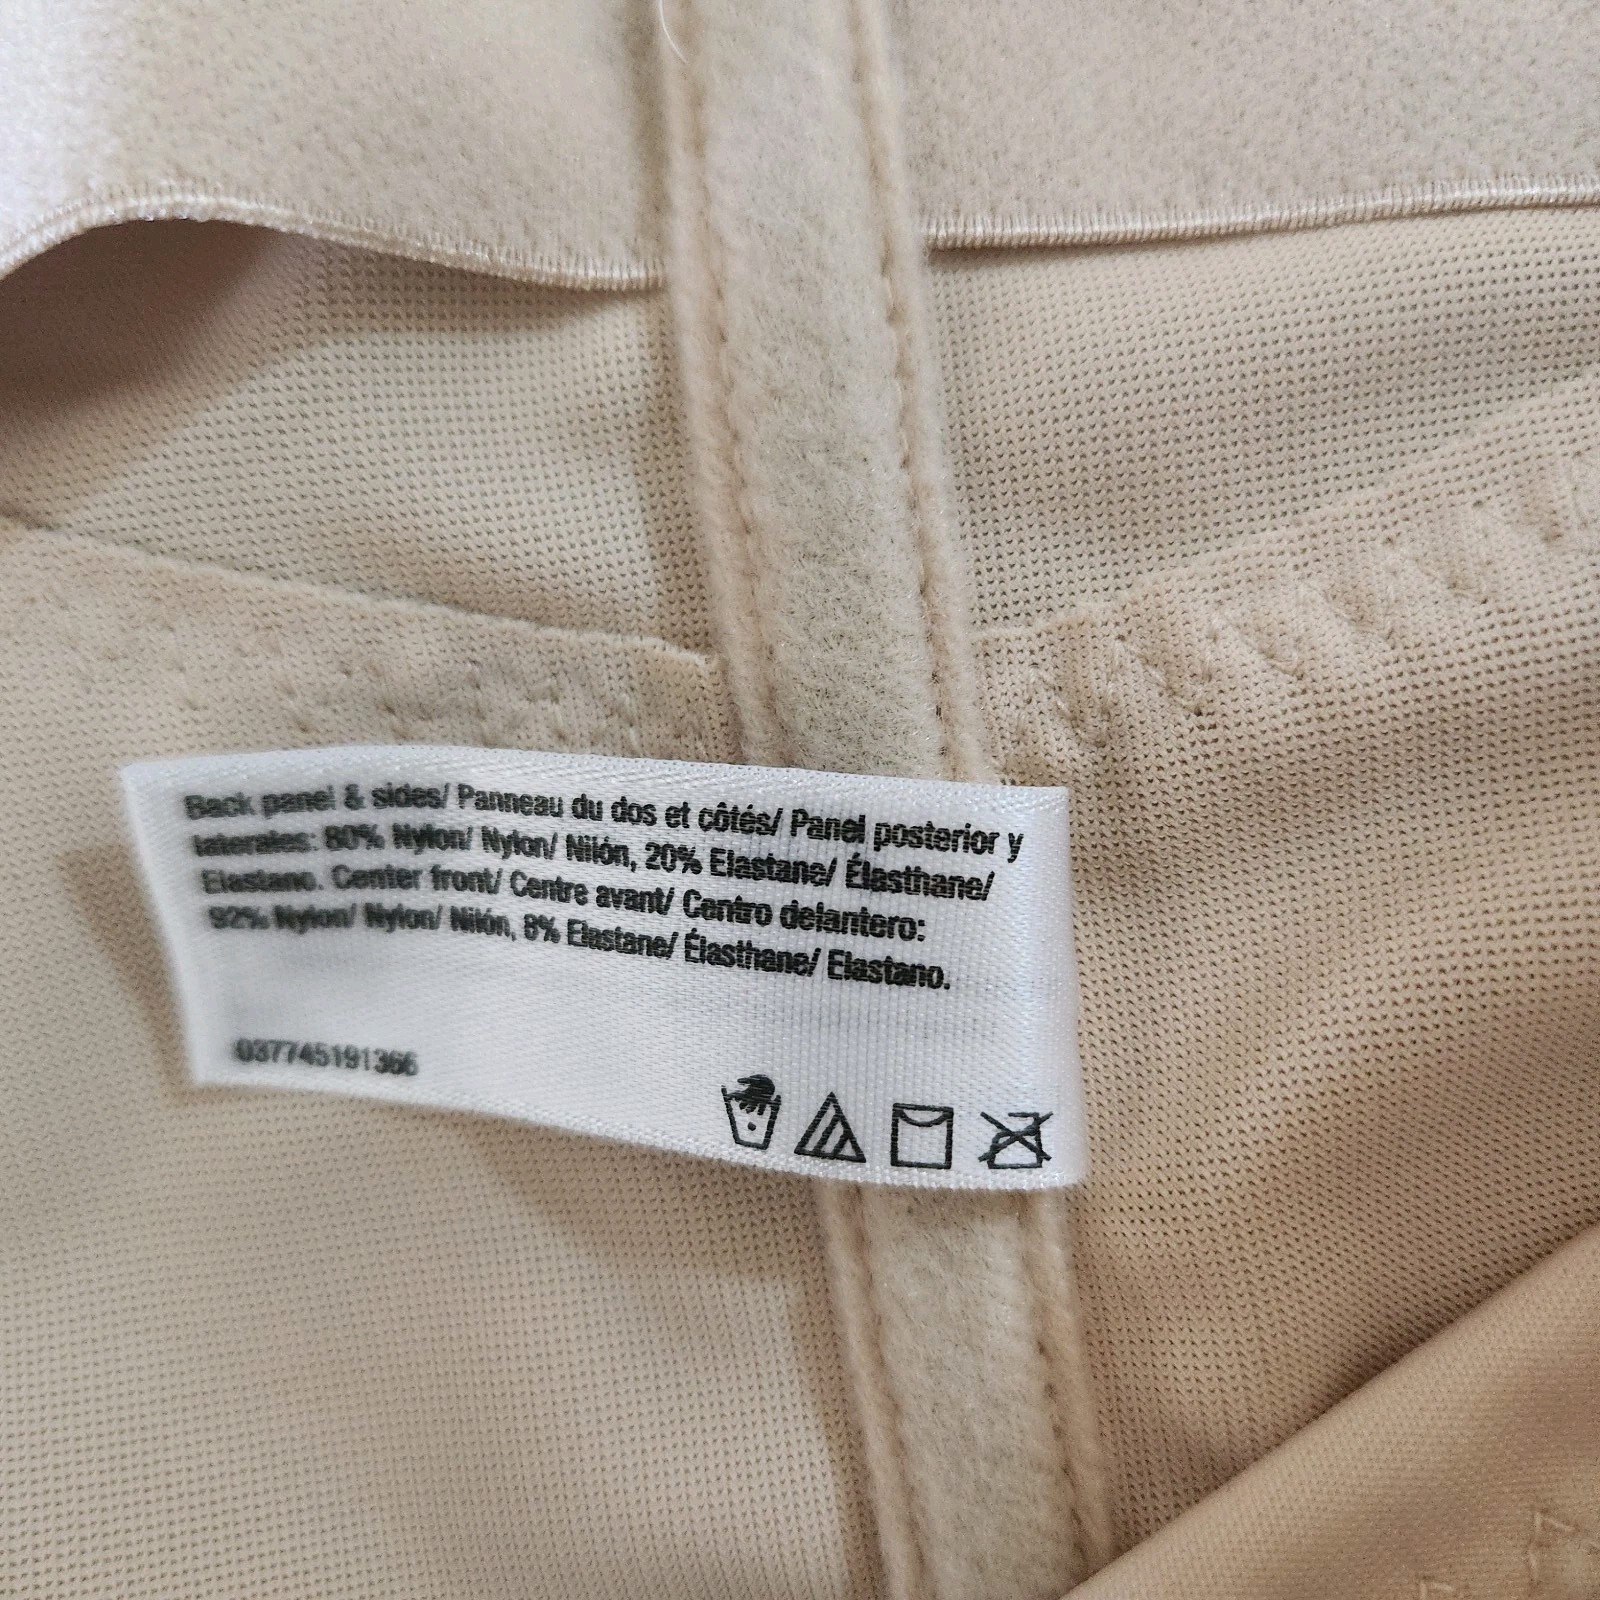 Back panel & sides/ Panneau du dos et côtés/ Panel posterior y
laterales: 80% Nylon/ Nylon/ Nilón, 20% Elastane/ Élasthane/
Elastano. Center front/ Centre avant/ Centro delantero:
92% Nylon/ Nylon/ Nilón, 8% Elastane/ Élasthane/ Elastano.
037745191366